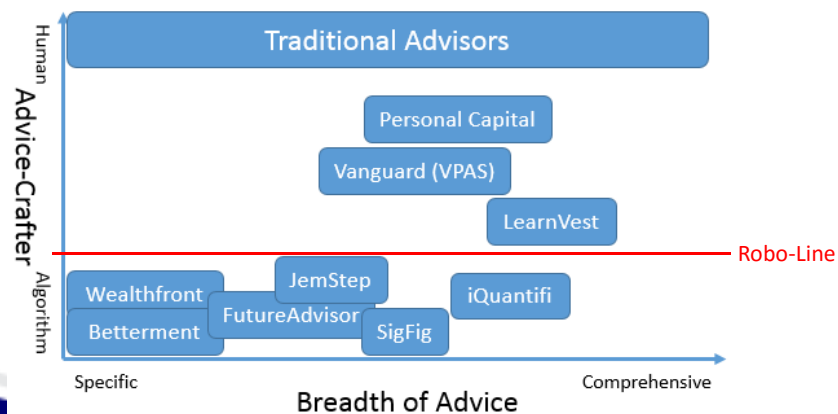 Human
Advice-Crafter
Algorithm
Traditional Advisors
Personal Capital
Vanguard (VPAS)
LearnVest
Robo-Line
JemStep
Wealthfront
iQuantifi
FutureAdvisor
Betterment
SigFig
Specific
Comprehensive
Breadth of Advice